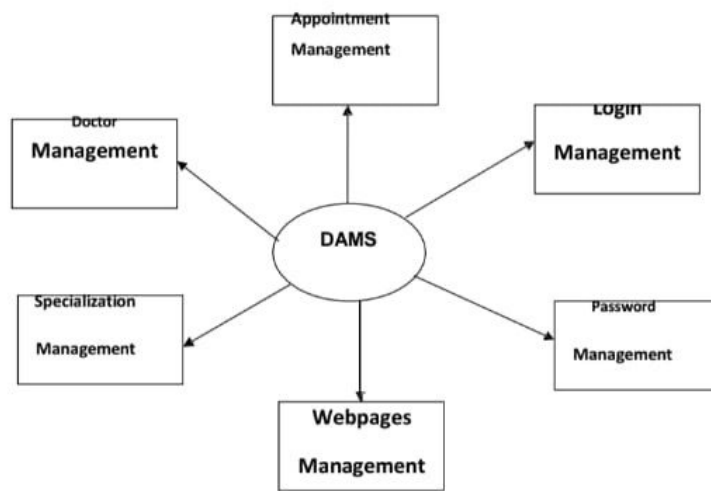 Appointment
Management
Login
Management
Doctor
Management
DAMS
Specialization
Management
Password
Management
Webpages
Management